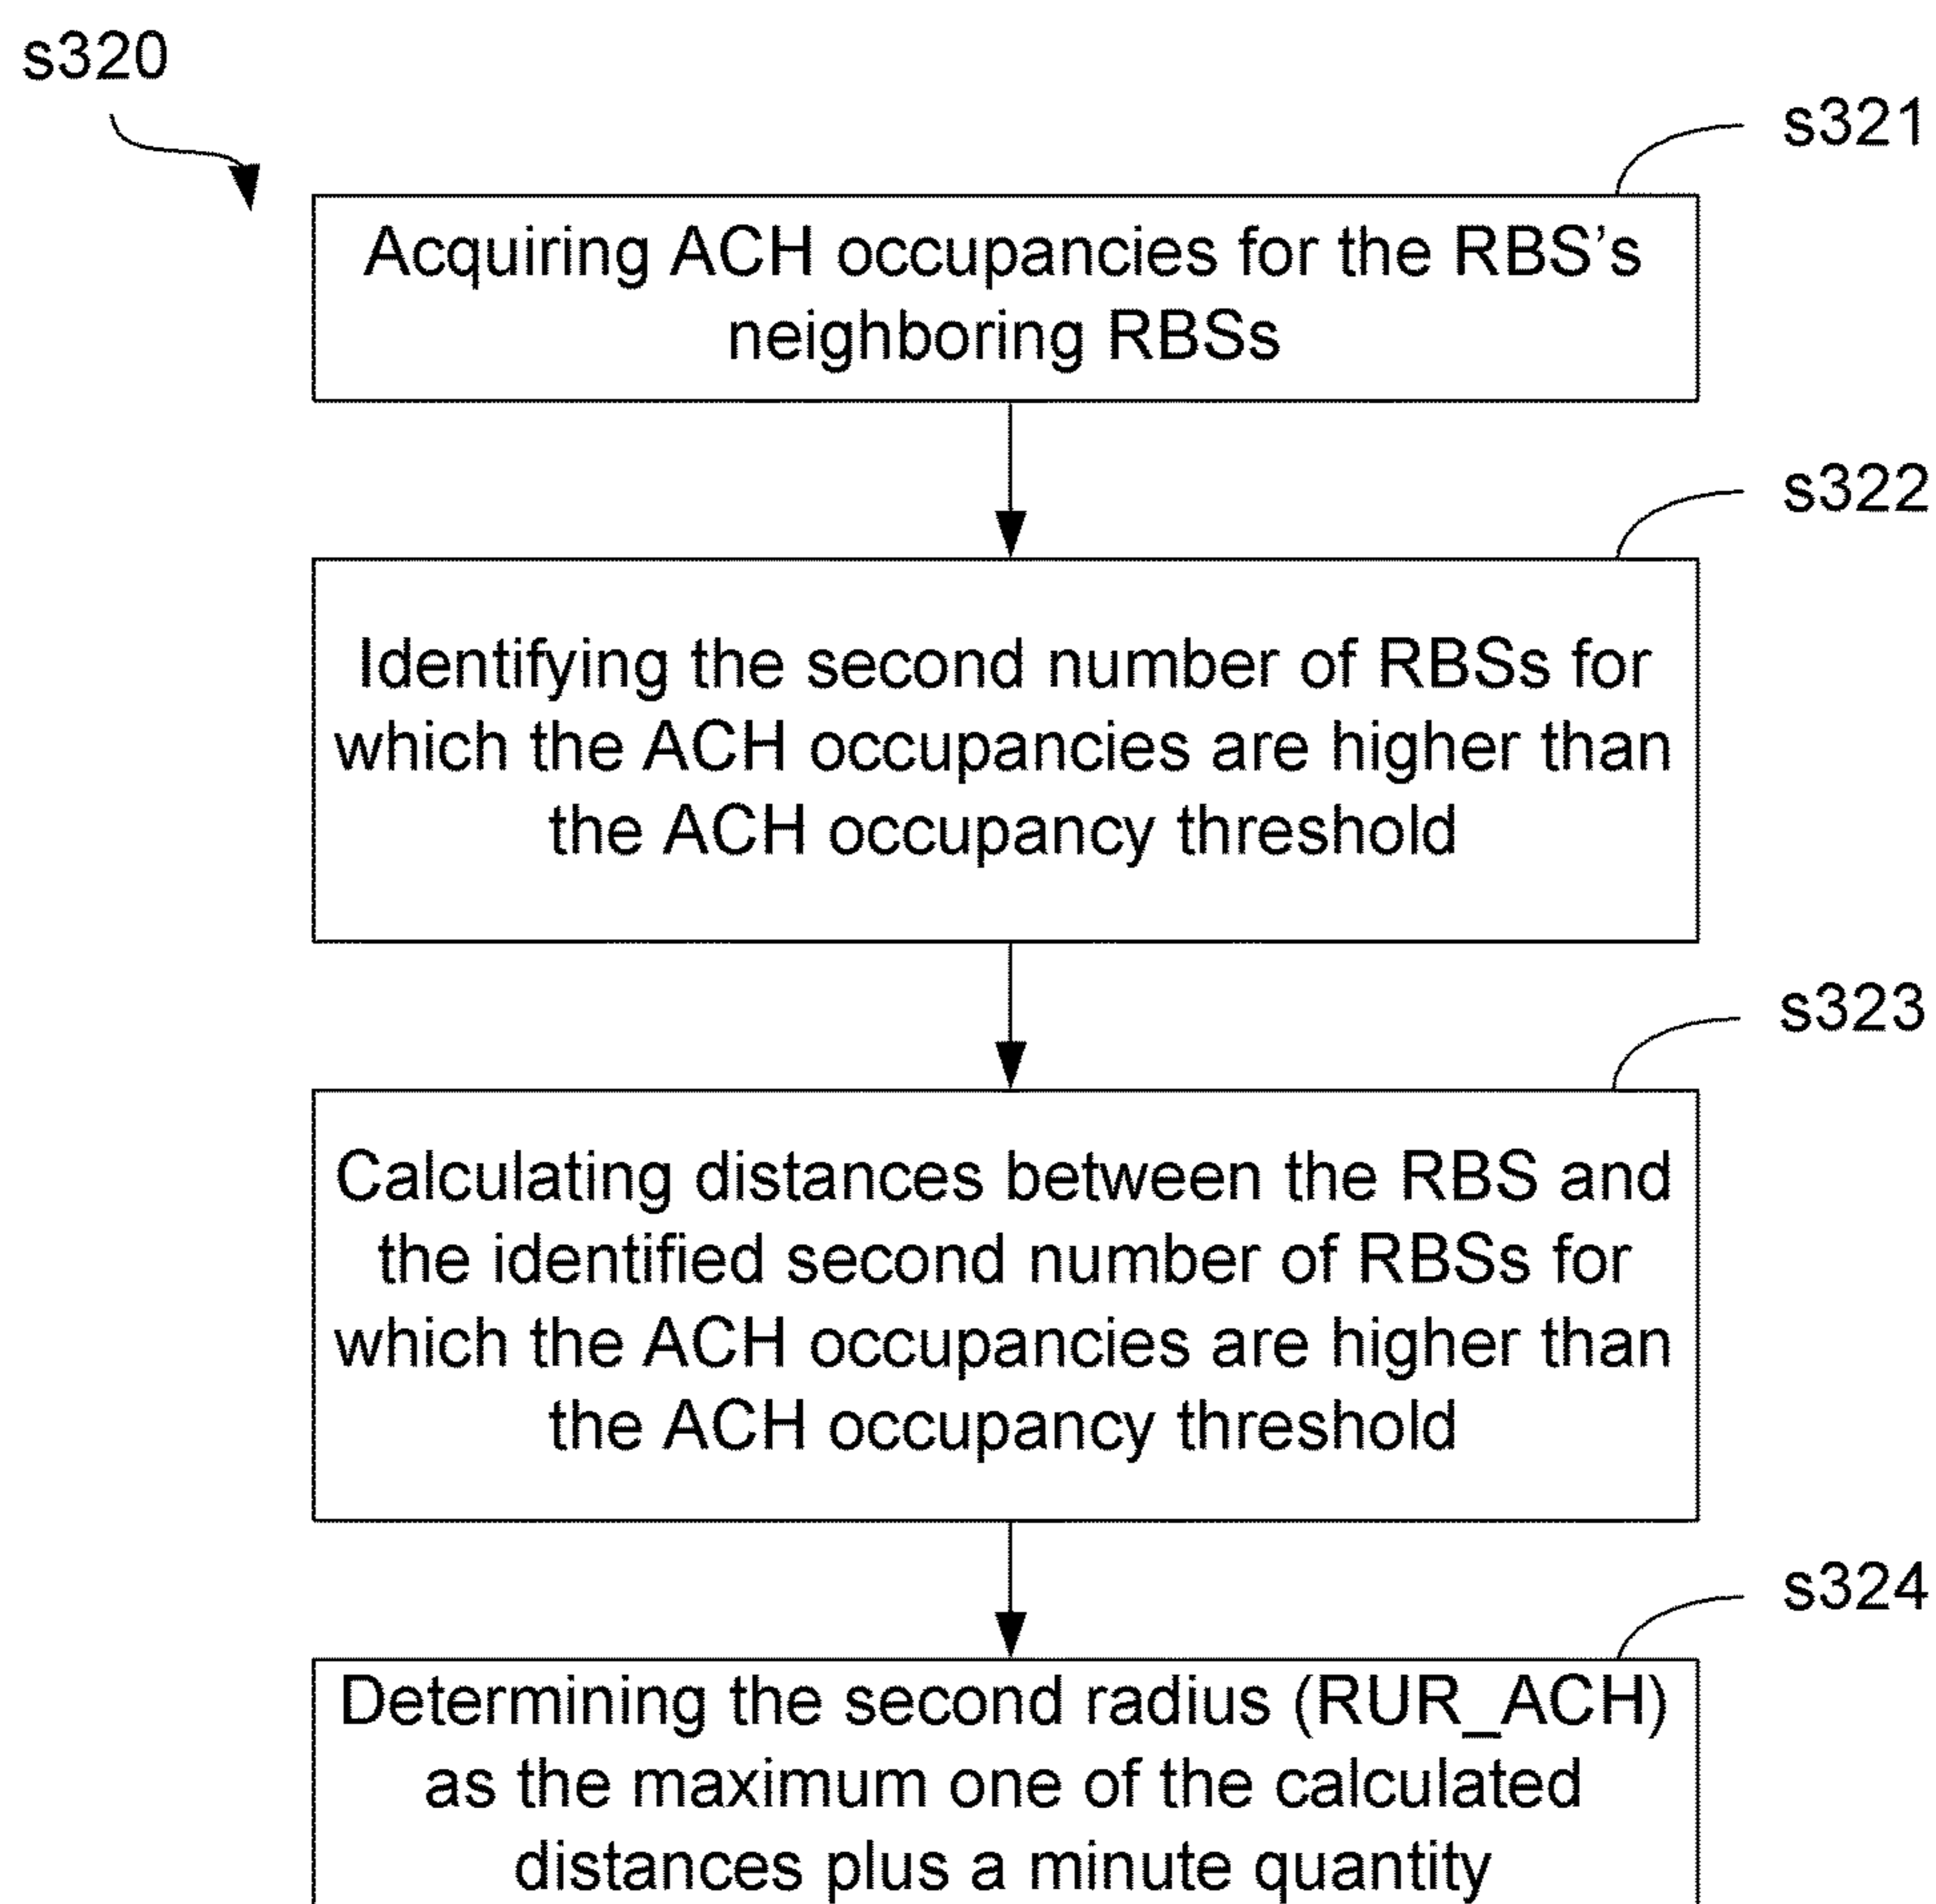 s320
s321
Acquiring ACH occupancies for the RBS's
neighboring RBSs
s322
Identifying the second number of RBSs for
which the ACH occupancies are higher than
the ACH occupancy threshold
s323
Calculating distances between the RBS and
the identified second number of RBSs for
which the ACH occupancies are higher than
the ACH occupancy threshold
s324
Determining the second radius (RUR_ACH)
as the maximum one of the calculated
distances plus a minute quantity